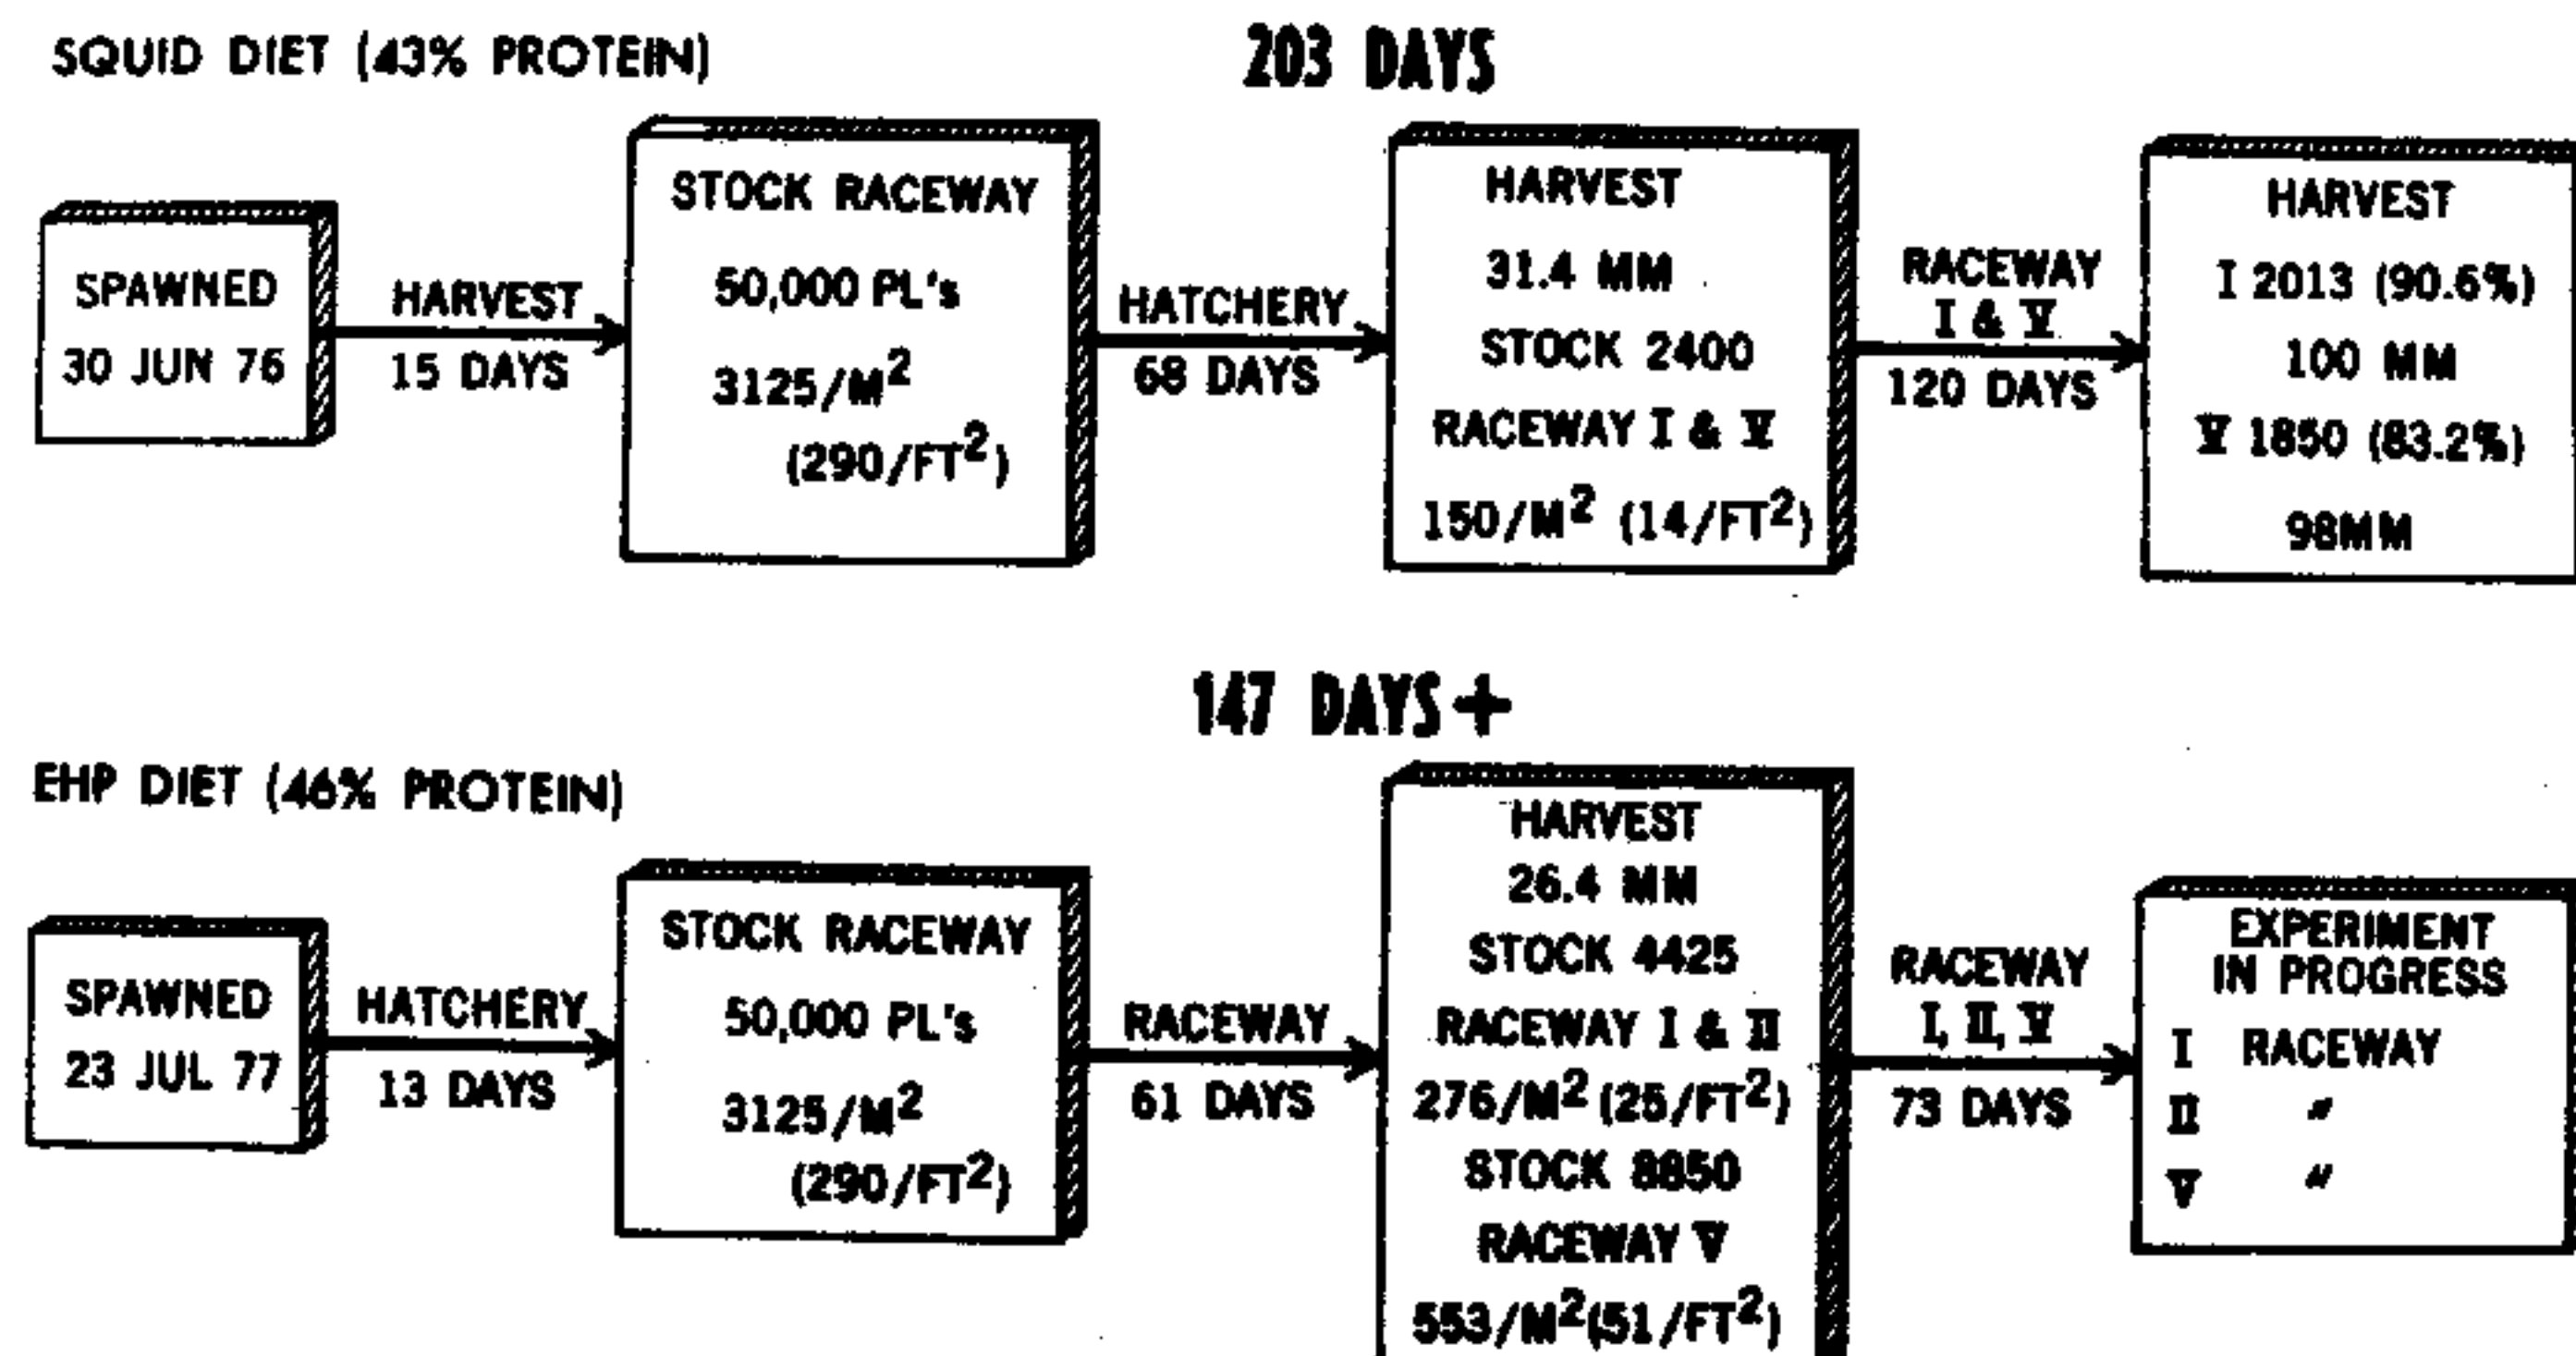 SQUID DIET (43% PROTEIN)
203 DAYS
SPAWNED
30 JUN 76
HARVEST
15 DAYS
STOCK RACEWAY
50,000 PL's
3125/M²
(290/FT²)
HATCHERY
68 DAYS
HARVEST
31.4 MM
STOCK 2400
RACEWAY I & V
150/M² (14/FT²)
RACEWAY
I & V
120 DAYS
HARVEST
I 2013 (90.6%)
100 MM
V 1850 (83.2%)
98MM
147 DAYS+
EHP DIET (46% PROTEIN)
SPAWNED
23 JUL 77
HATCHERY
13 DAYS
STOCK RACEWAY
50,000 PL's
3125/M²
(290/FT²)
RACEWAY
61 DAYS
HARVEST
26.4 MM
STOCK 4425
RACEWAY I & II
276/M² (25/FT²)
STOCK 8850
RACEWAY V
553/M²(51/FT²)
RACEWAY
I, II, V
73 DAYS
EXPERIMENT
IN PROGRESS
I RACEWAY
II "
V "